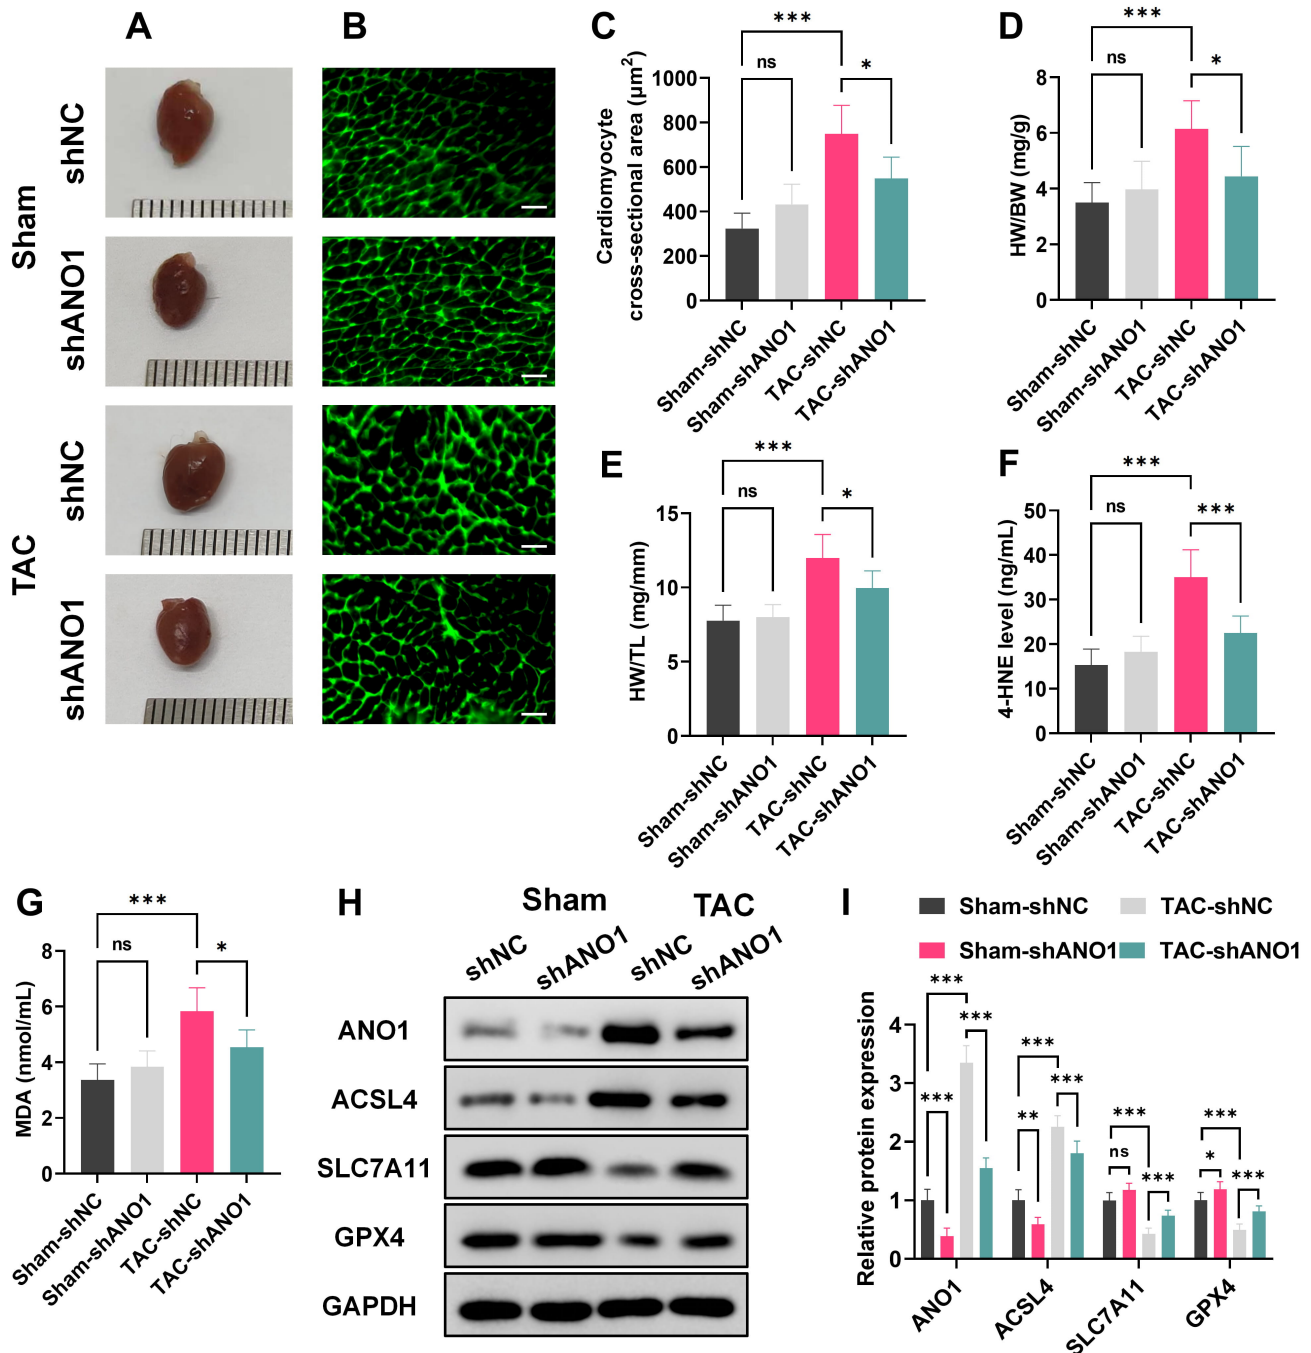 A
B
Sham
TAC
shNC
shANO1
shNC
shANO1
C
Cardiomyocyte
cross-sectional area (μm²)
1000
800
600
400
200
0
***
ns
*
Sham-shNC
Sham-shANO1
TAC-shNC
TAC-shANO1
D
HW/BW (mg/g)
8
6
4
2
0
***
ns
*
Sham-shNC
Sham-shANO1
TAC-shNC
TAC-shANO1
E
HW/TL (mg/mm)
15
10
5
0
***
ns
*
Sham-shNC
Sham-shANO1
TAC-shNC
TAC-shANO1
F
4-HNE level (ng/mL)
50
40
30
20
10
0
***
ns
***
Sham-shNC
Sham-shANO1
TAC-shNC
TAC-shANO1
G
MDA (nmol/mL)
8
6
4
2
0
***
ns
*
Sham-shNC
Sham-shANO1
TAC-shNC
TAC-shANO1
H
Sham TAC
shNC shANO1 shNC shANO1
ANO1
ACSL4
SLC7A11
GPX4
GAPDH
I
Sham-shNC TAC-shNC
Sham-shANO1 TAC-shANO1
Relative protein expression
4
3
2
1
0
*** *** ***
*** ** ***
*** ns *** *** * ***
ANO1 ACSL4 SLC7A11 GPX4